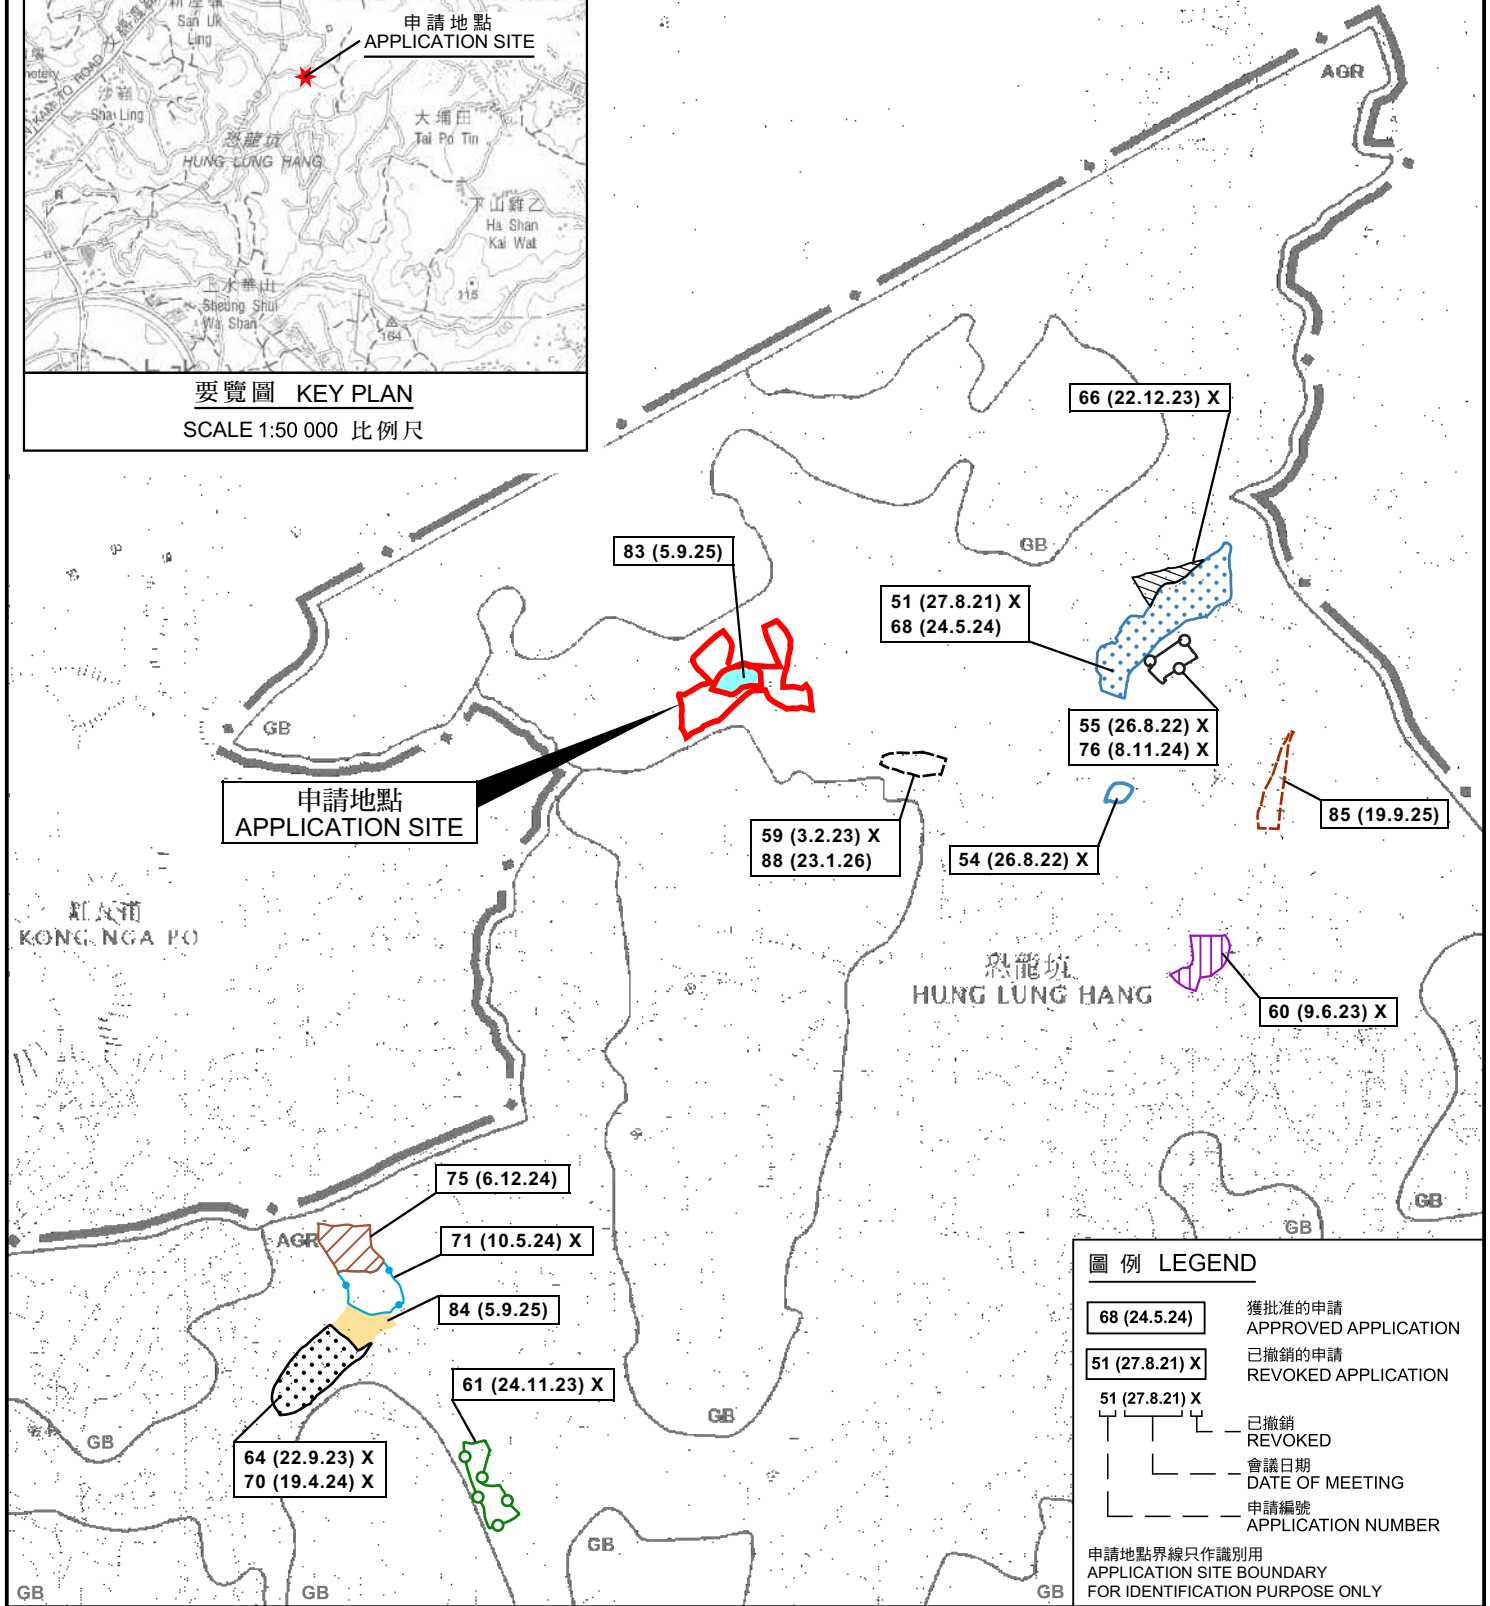 San Uk
Ling
申請地點
APPLICATION SITE
沙嶺
Sha Ling
大埔田
Tai Po Tin
恐龍坑
HUNG LUNG HANG
下山雞乙
Ha Shan
Kai Wat
上水華山
Sheung Shui
Wa Shan
115
164
100
要覽圖 KEY PLAN
SCALE 1:50 000 比例尺
AGR
66 (22.12.23) X
GB
83 (5.9.25)
51 (27.8.21) X
68 (24.5.24)
GB
55 (26.8.22) X
76 (8.11.24) X
申請地點
APPLICATION SITE
85 (19.9.25)
59 (3.2.23) X
88 (23.1.26)
54 (26.8.22) X
KONG NGA PO
恐龍坑
HUNG LUNG HANG
60 (9.6.23) X
75 (6.12.24)
GB
GB
AGR
71 (10.5.24) X
84 (5.9.25)
61 (24.11.23) X
GB
GB
64 (22.9.23) X
70 (19.4.24) X
GB
GB
GB
GB
圖例 LEGEND
68 (24.5.24)
獲批准的申請
APPROVED APPLICATION
51 (27.8.21) X
已撤銷的申請
REVOKED APPLICATION
51 (27.8.21) X
已撤銷
REVOKED
會議日期
DATE OF MEETING
申請編號
APPLICATION NUMBER
申請地點界線只作識別用
APPLICATION SITE BOUNDARY
FOR IDENTIFICATION PURPOSE ONLY